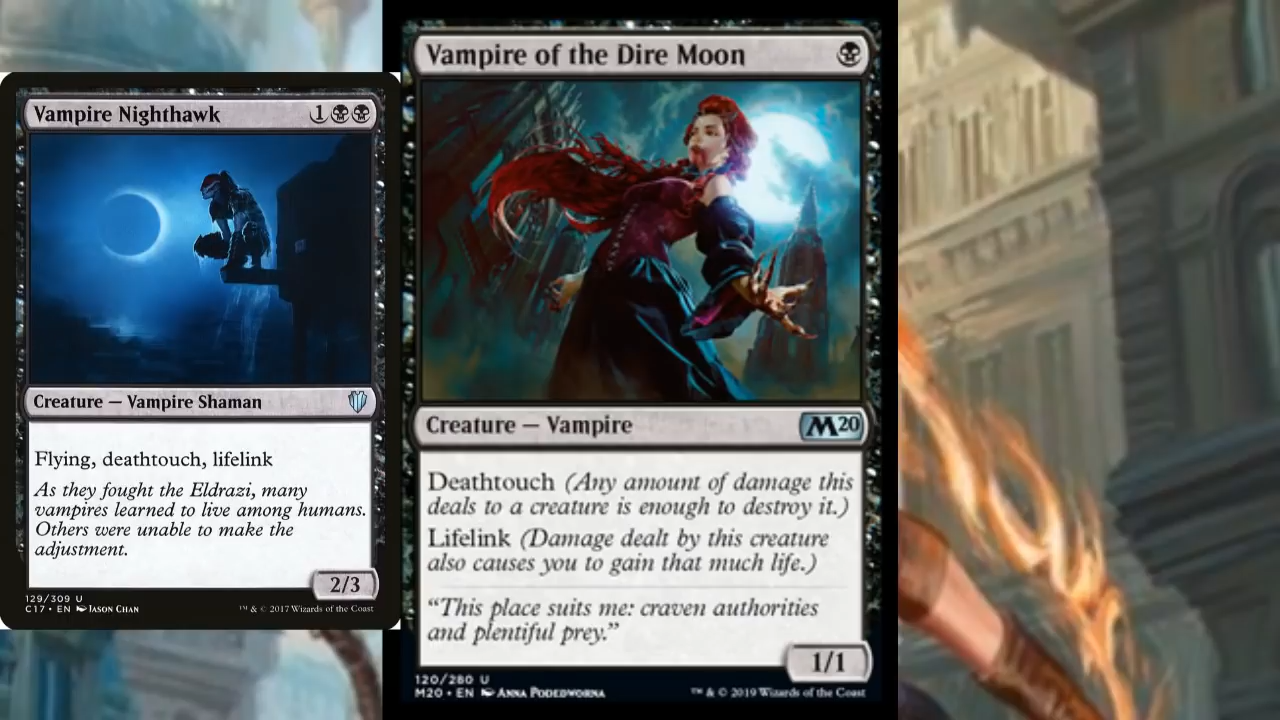 Vampire Nighthawk 1
Creature — Vampire Shaman
Flying, deathtouch, lifelink
As they fought the Eldrazi, many
vampires learned to live among humans.
Others were unable to make the
adjustment.
2/3
129/309 U
C17 • EN Jason Chan
™ & © 2017 Wizards of the Coast
Vampire of the Dire Moon
Creature — Vampire
M20
Deathtouch (Any amount of damage this
deals to a creature is enough to destroy it.)
Lifelink (Damage dealt by this creature
also causes you to gain that much life.)
“This place suits me: craven authorities
and plentiful prey.”
1/1
120/280 U
M20 • EN Anna Podedworna
™ & © 2019 Wizards of the Coast